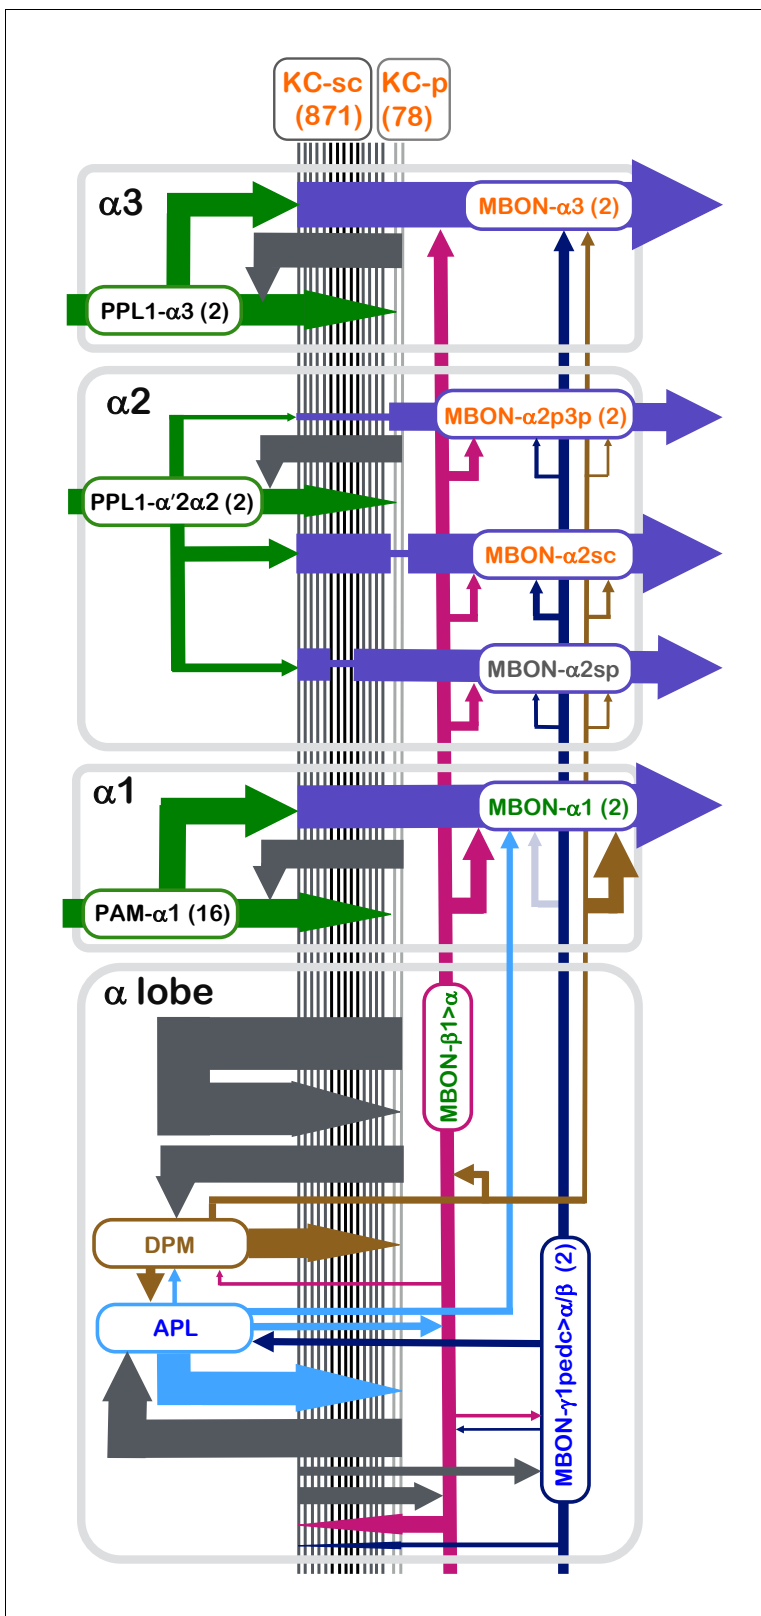 KC-sc
(871)
KC-p
(78)
α3
MBON-α3 (2)
PPL1-α3 (2)
α2
MBON-α2p3p (2)
PPL1-α'2α2 (2)
MBON-α2sc
MBON-α2sp
α1
MBON-α1 (2)
PAM-α1 (16)
α lobe
MBON-β1>α
DPM
APL
MBON-γ1pedc>α/β (2)